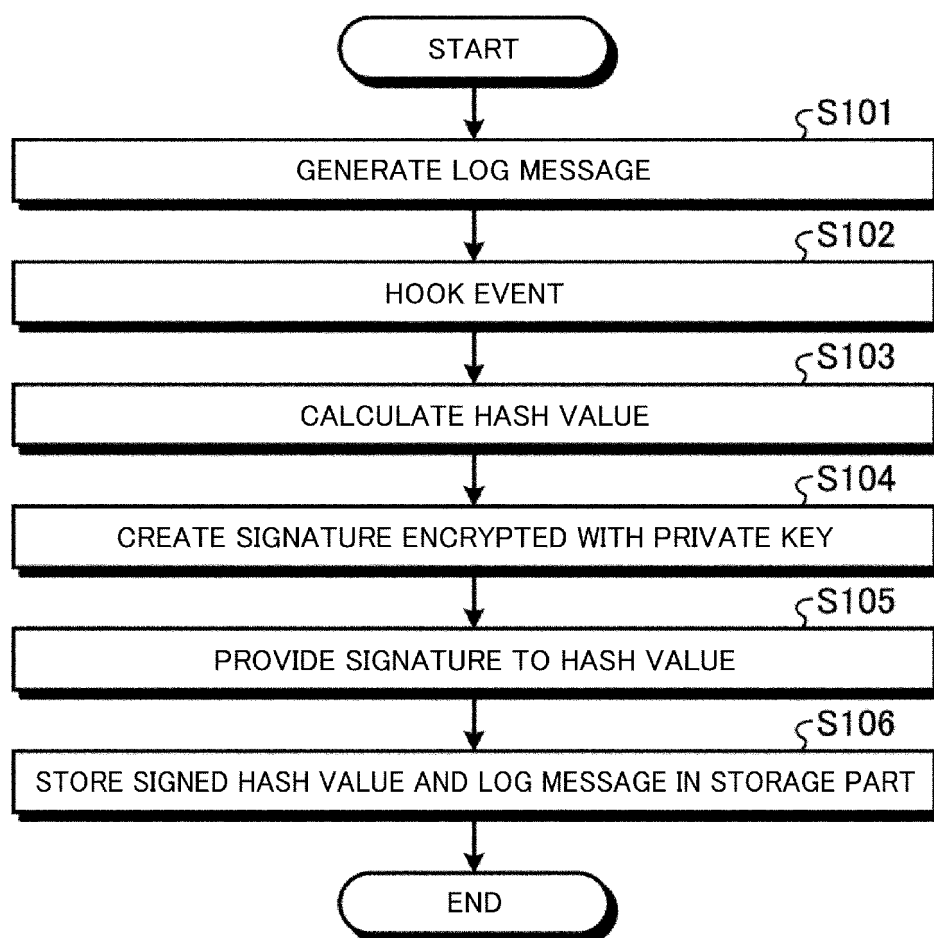 START
S101
GENERATE LOG MESSAGE
S102
HOOK EVENT
S103
CALCULATE HASH VALUE
S104
CREATE SIGNATURE ENCRYPTED WITH PRIVATE KEY
S105
PROVIDE SIGNATURE TO HASH VALUE
S106
STORE SIGNED HASH VALUE AND LOG MESSAGE IN STORAGE PART
END